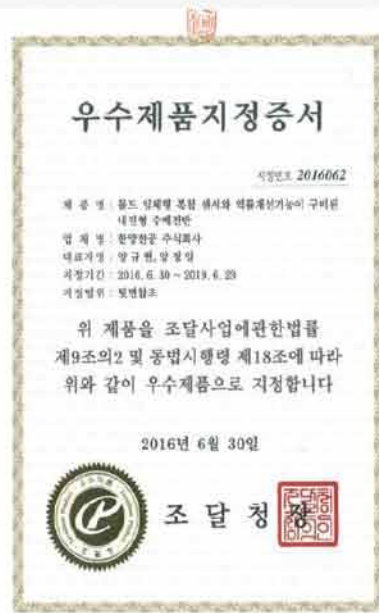 우수제품지정증서
지정번호 2016062
제 품 명 : 몰드 일체형 복합 센서와 역률개선기능이 구비된
내진형 수배전반
업 체 명 : 한양전공 주식회사
대표자명 : 양규현, 양정일
지정기간 : 2016. 6. 30 ~ 2019. 6. 29
지정범위 : 뒷면참조
위 제품을 조달사업에관한법률
제9조의2 및 동법시행령 제18조에 따라
위와 같이 우수제품으로 지정합니다
2016년 6월 30일
조 달 청 장